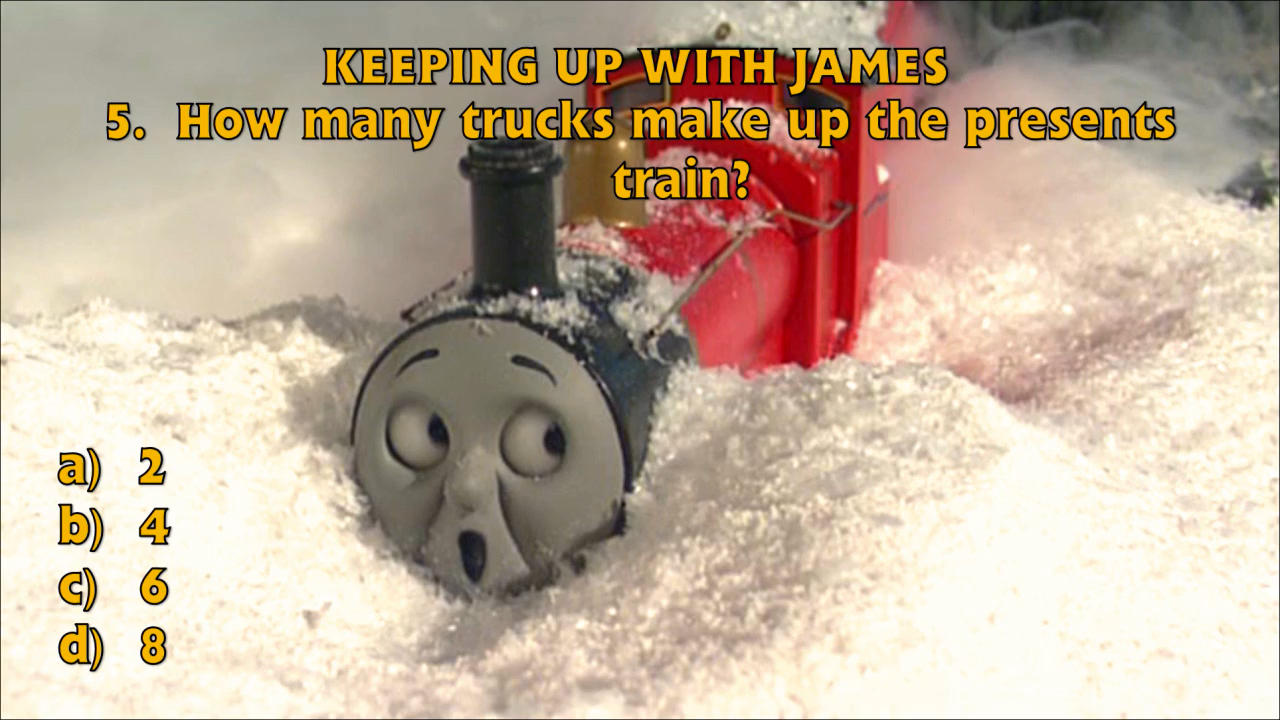 KEEPING UP WITH JAMES
5. How many trucks make up the presents
train?
a) 2
b) 4
c) 6
d) 8